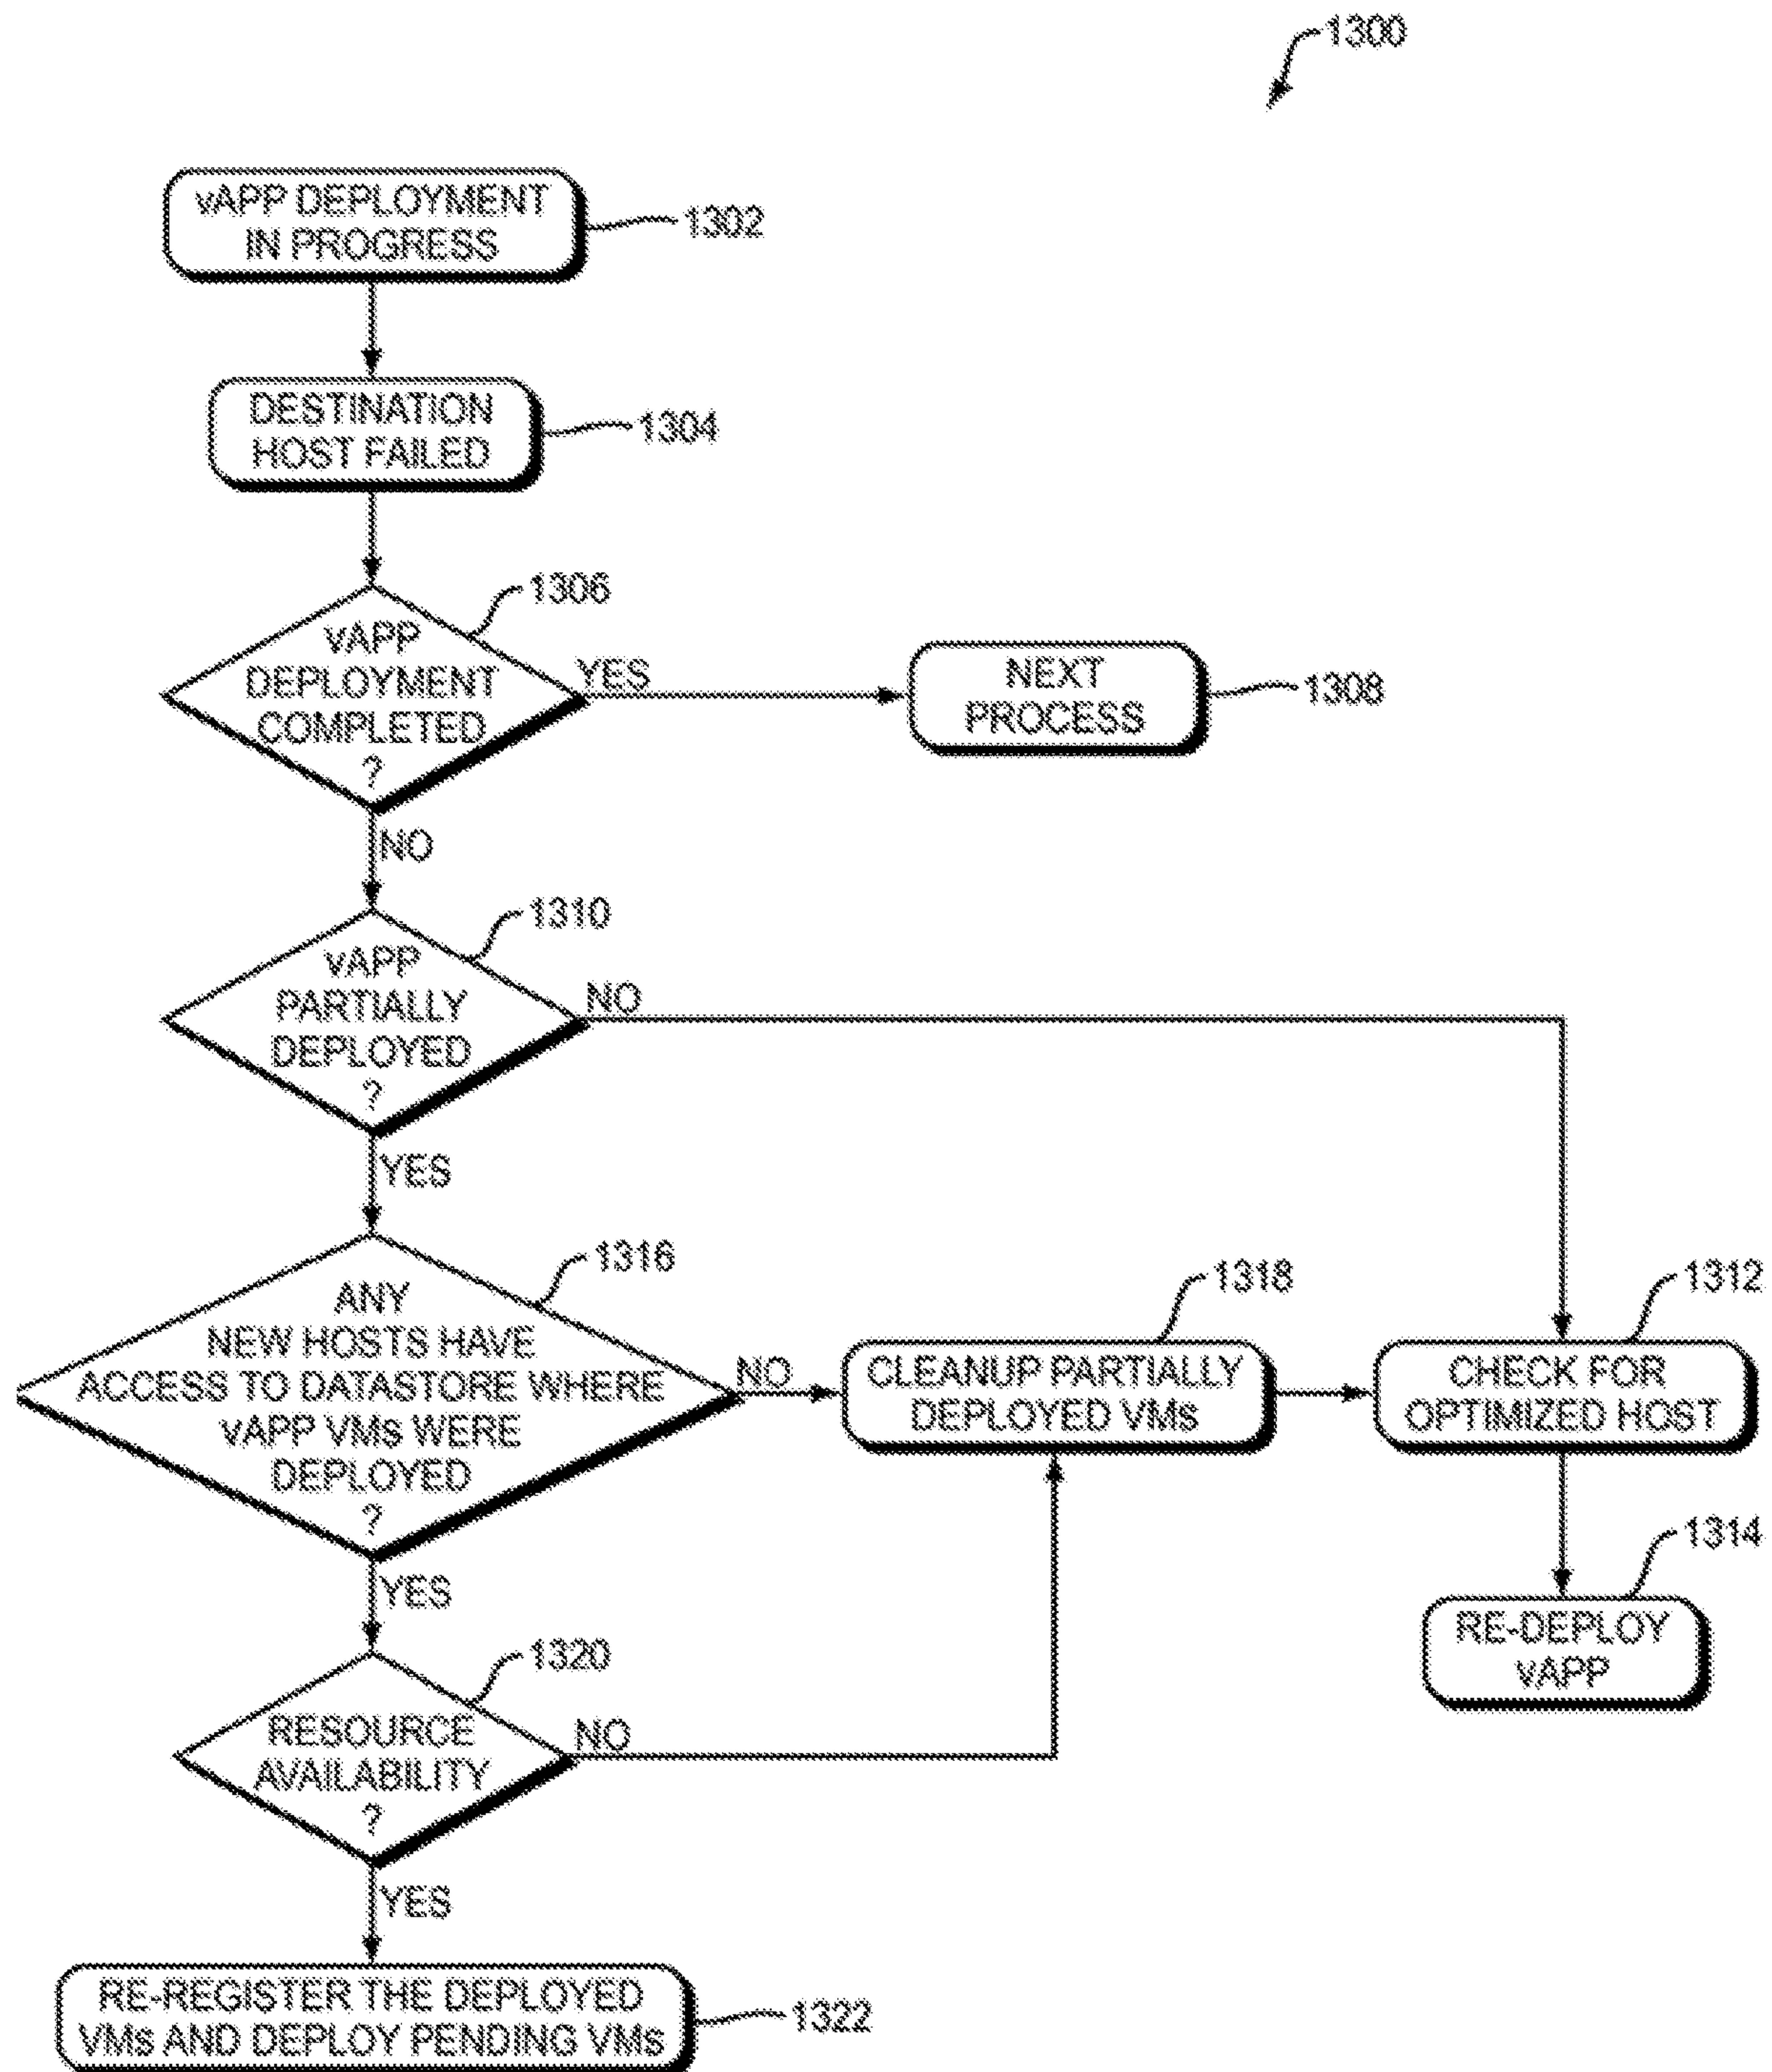 1300
vAPP DEPLOYMENT
IN PROGRESS
1302
DESTINATION
HOST FAILED
1304
1306
vAPP
DEPLOYMENT
COMPLETED
?
YES
NEXT
PROCESS
1308
NO
1310
vAPP
PARTIALLY
DEPLOYED
?
NO
YES
1316
ANY
NEW HOSTS HAVE
ACCESS TO DATASTORE WHERE
vAPP VMs WERE
DEPLOYED
?
NO
1318
CLEANUP PARTIALLY
DEPLOYED VMs
1312
CHECK FOR
OPTIMIZED HOST
1314
RE-DEPLOY
vAPP
YES
1320
RESOURCE
AVAILABILITY
?
NO
YES
RE-REGISTER THE DEPLOYED
VMs AND DEPLOY PENDING VMs
1322